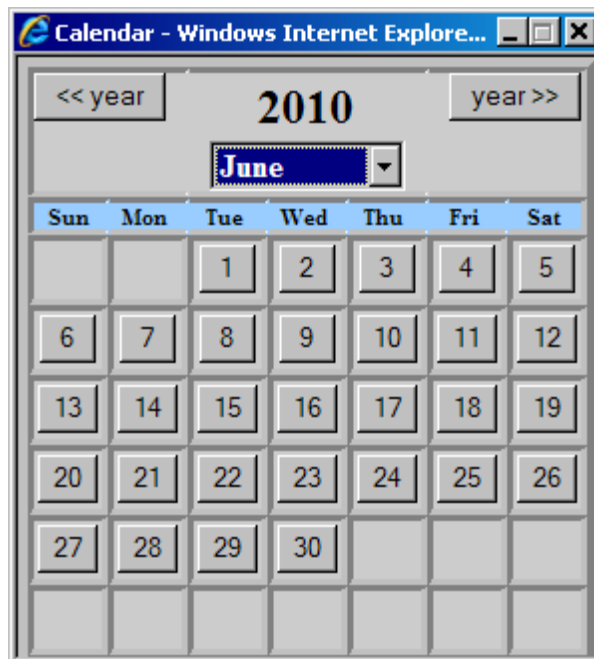 Calendar - Windows Internet Explore...
<< year 2010 year >>
June
Sun Mon Tue Wed Thu Fri Sat
1 2 3 4 5
6 7 8 9 10 11 12
13 14 15 16 17 18 19
20 21 22 23 24 25 26
27 28 29 30